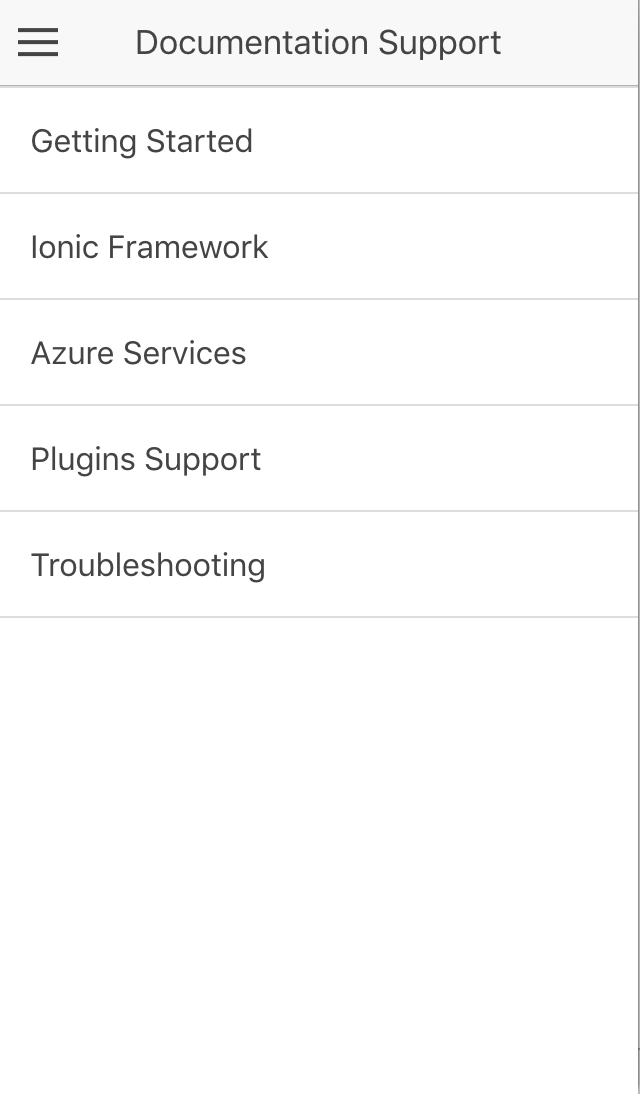 Documentation Support
Getting Started
Ionic Framework
Azure Services
Plugins Support
Troubleshooting